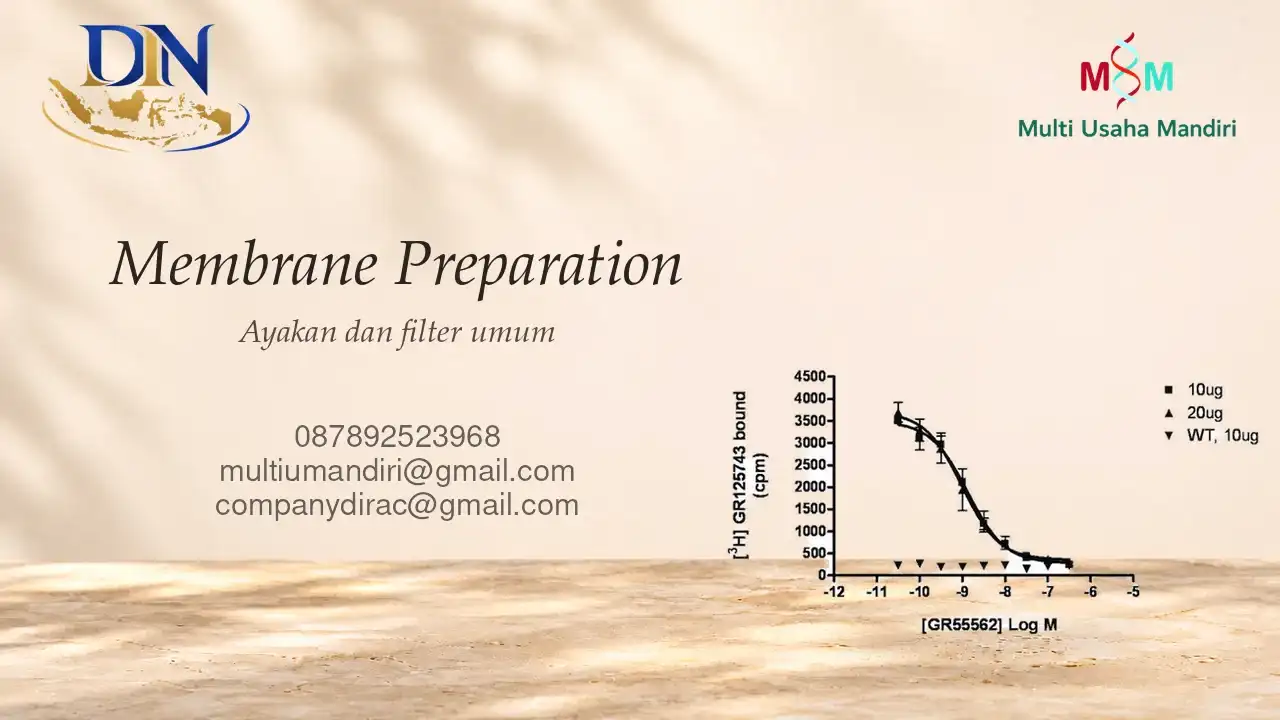 DIN
MSM
Multi Usaha Mandiri
Membrane Preparation
Ayakan dan filter umum
087892523968
multiumandiri@gmail.com
companydirac@gmail.com
[³H] GR125743 bound
(cpm)
4500
4000
3500
3000
2500
2000
1500
1000
500
0
-12 -11 -10 -9 -8 -7 -6 -5
[GR55562] Log M
10ug
20ug
WT, 10ug